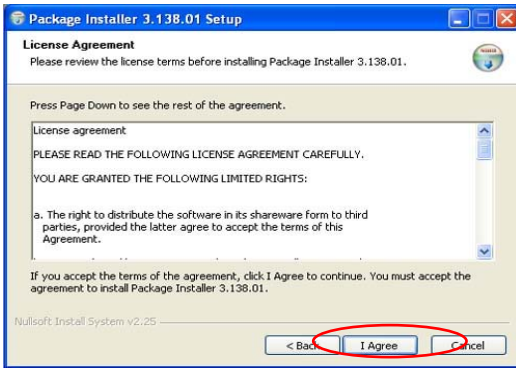 Package Installer 3.138.01 Setup
License Agreement
Please review the license terms before installing Package Installer 3.138.01.
Press Page Down to see the rest of the agreement.
License agreement
PLEASE READ THE FOLLOWING LICENSE AGREEMENT CAREFULLY.
YOU ARE GRANTED THE FOLLOWING LIMITED RIGHTS:
a. The right to distribute the software in its shareware form to third
parties, provided the latter agree to accept the terms of this
Agreement.
If you accept the terms of the agreement, click I Agree to continue. You must accept the
agreement to install Package Installer 3.138.01.
Nullsoft Install System v2.25
< Back I Agree Cancel